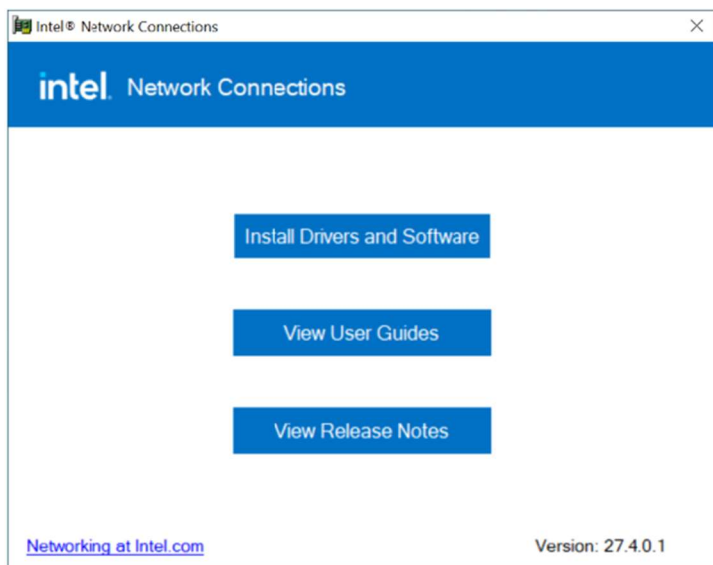 Intel® Network Connections
intel. Network Connections
Install Drivers and Software
View User Guides
View Release Notes
Networking at Intel.com
Version: 27.4.0.1